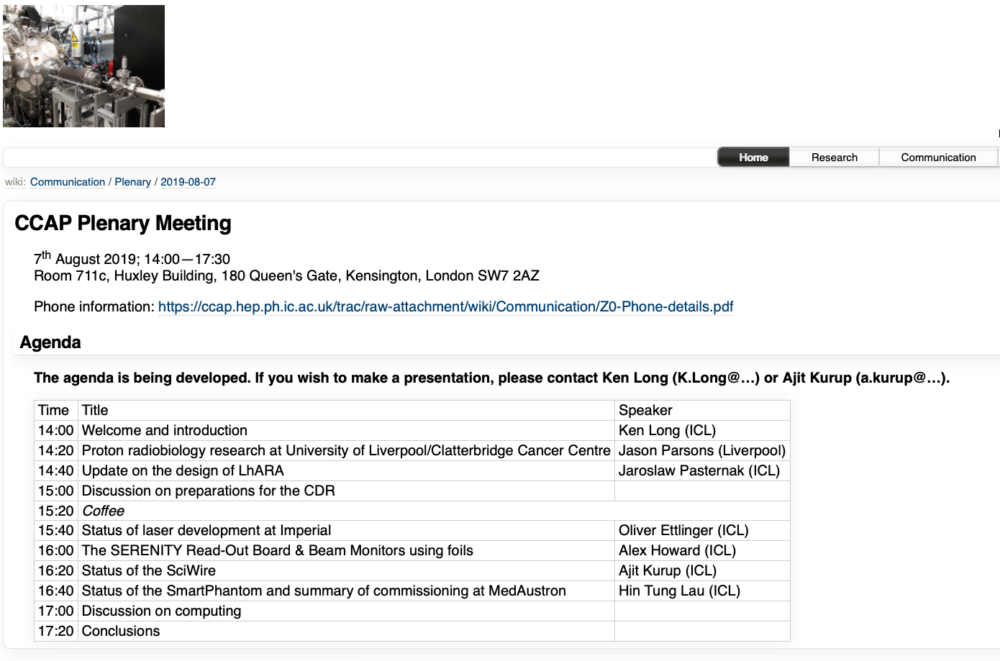 Home Research Communication
wiki: Communication / Plenary / 2019-08-07
CCAP Plenary Meeting
7th August 2019; 14:00—17:30
Room 711c, Huxley Building, 180 Queen's Gate, Kensington, London SW7 2AZ
Phone information: https://ccap.hep.ph.ic.ac.uk/trac/raw-attachment/wiki/Communication/Z0-Phone-details.pdf
Agenda
The agenda is being developed. If you wish to make a presentation, please contact Ken Long (K.Long@…) or Ajit Kurup (a.kurup@…).
Time Title Speaker
14:00 Welcome and introduction Ken Long (ICL)
14:20 Proton radiobiology research at University of Liverpool/Clatterbridge Cancer Centre Jason Parsons (Liverpool)
14:40 Update on the design of LhARA Jaroslaw Pasternak (ICL)
15:00 Discussion on preparations for the CDR
15:20 Coffee
15:40 Status of laser development at Imperial Oliver Ettlinger (ICL)
16:00 The SERENITY Read-Out Board & Beam Monitors using foils Alex Howard (ICL)
16:20 Status of the SciWire Ajit Kurup (ICL)
16:40 Status of the SmartPhantom and summary of commissioning at MedAustron Hin Tung Lau (ICL)
17:00 Discussion on computing
17:20 Conclusions